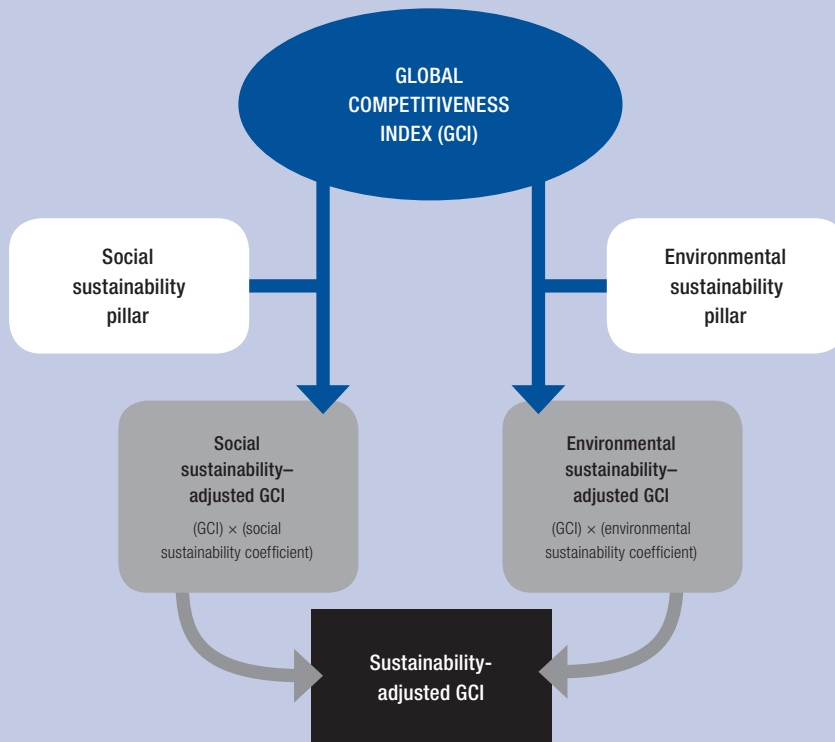 GLOBAL
COMPETITIVENESS
INDEX (GCI)
Social
sustainability
pillar
Environmental
sustainability
pillar
Social
sustainability–
adjusted GCI
(GCI) × (social
sustainability coefficient)
Environmental
sustainability–
adjusted GCI
(GCI) × (environmental
sustainability coefficient)
Sustainability-
adjusted GCI